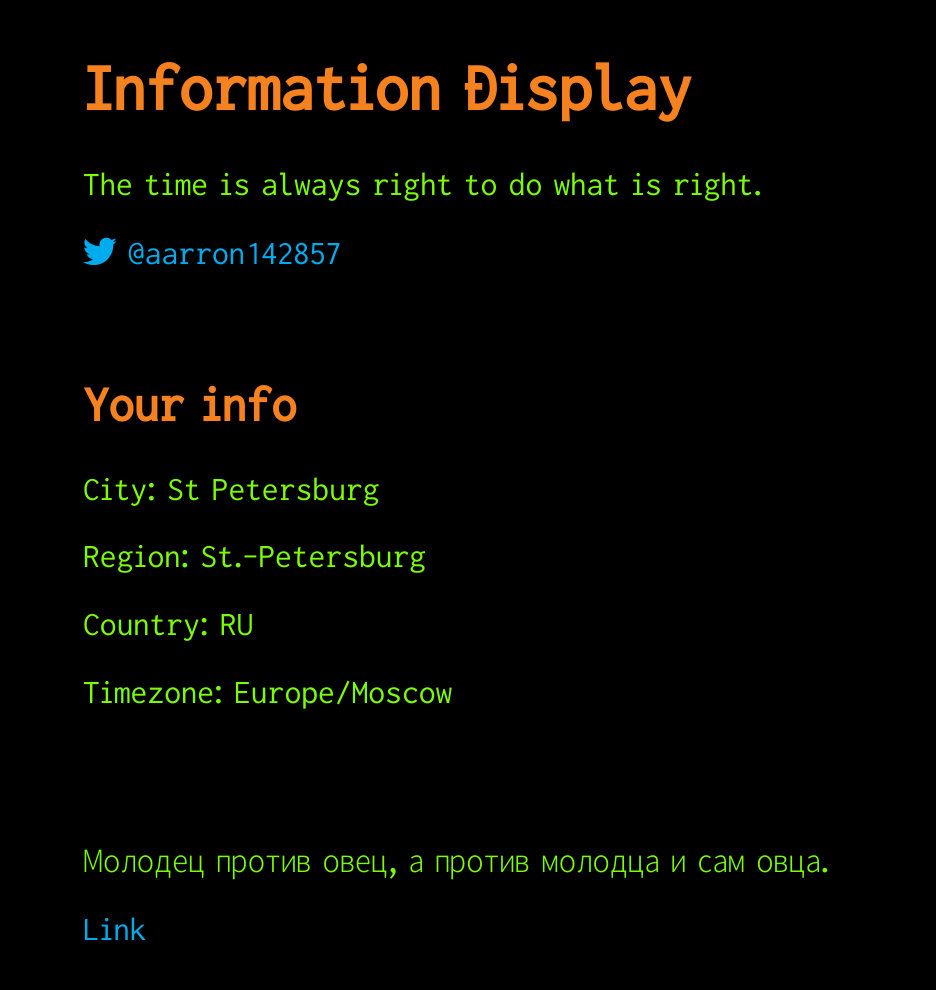 Information Display
The time is always right to do what is right.
@aarron142857
Your info
City: St Petersburg
Region: St.-Petersburg
Country: RU
Timezone: Europe/Moscow
Молодец против овец, а против молодца и сам овца.
Link